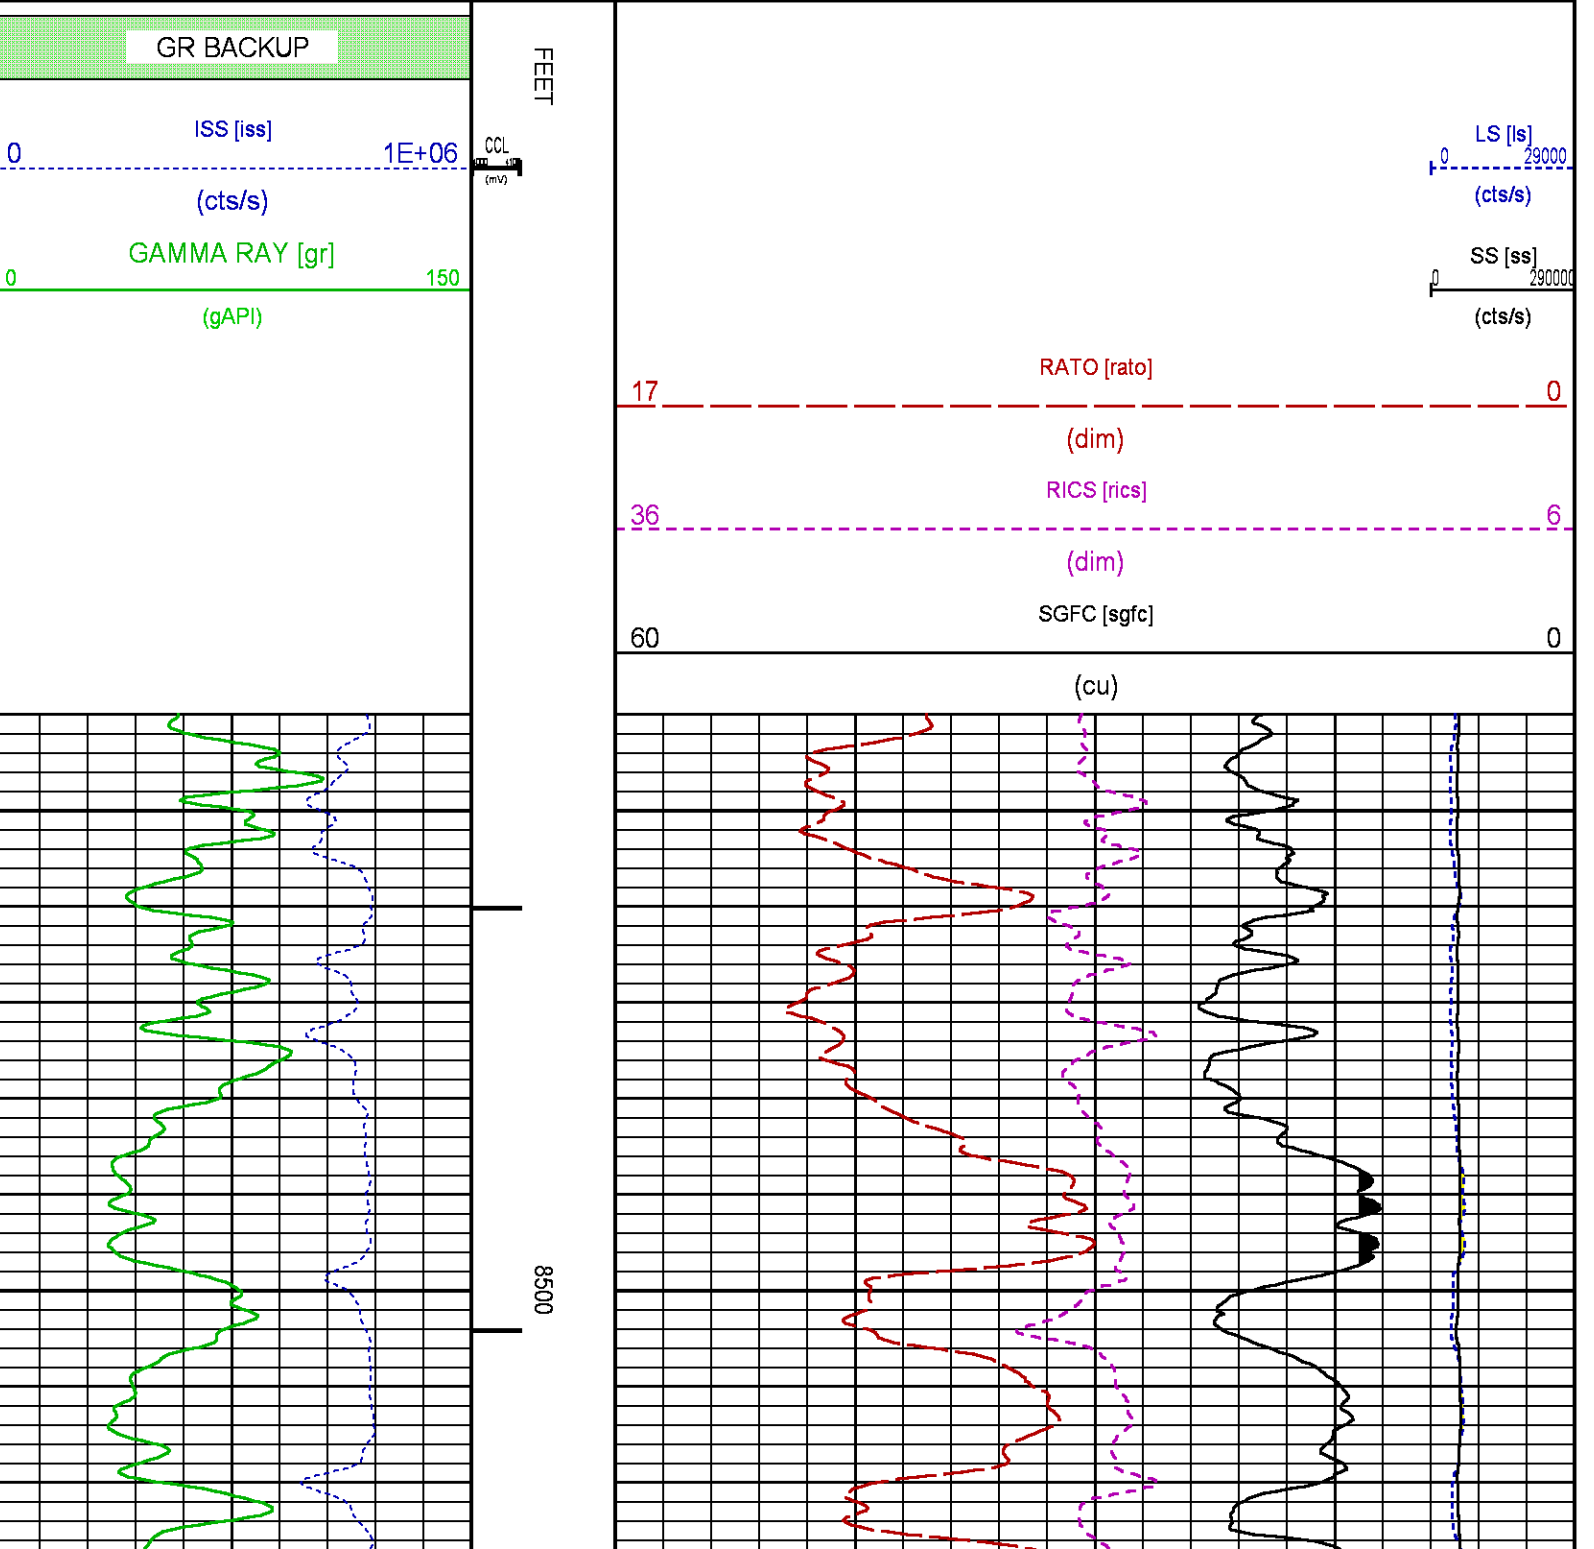 GR BACKUP
ISS [iss]
0 1E+06
(cts/s)
GAMMA RAY [gr]
0 150
(gAPI)
FEET
CCL
(mV)
LS [ls]
0 29000
(cts/s)
SS [ss]
0 290000
(cts/s)
RATO [rato]
17 0
(dim)
RICS [rics]
36 6
(dim)
SGFC [sgfc]
60 0
(cu)
8500